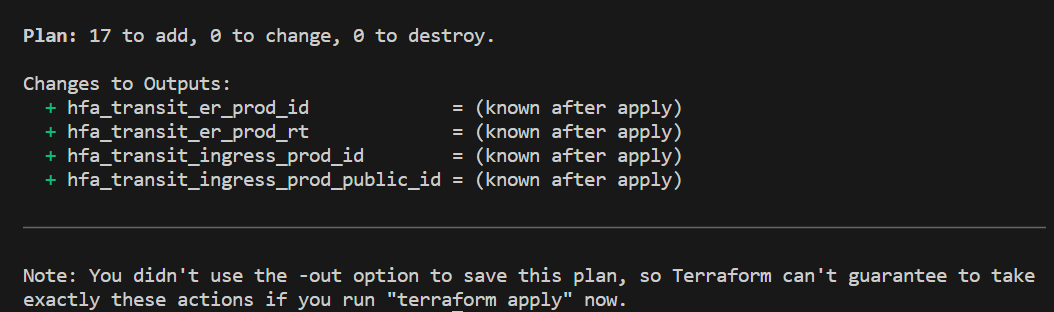 Plan: 17 to add, 0 to change, 0 to destroy.
Changes to Outputs:
+ hfa_transit_er_prod_id = (known after apply)
+ hfa_transit_er_prod_rt = (known after apply)
+ hfa_transit_ingress_prod_id = (known after apply)
+ hfa_transit_ingress_prod_public_id = (known after apply)
Note: You didn't use the -out option to save this plan, so Terraform can't guarantee to take
exactly these actions if you run "terraform apply" now.